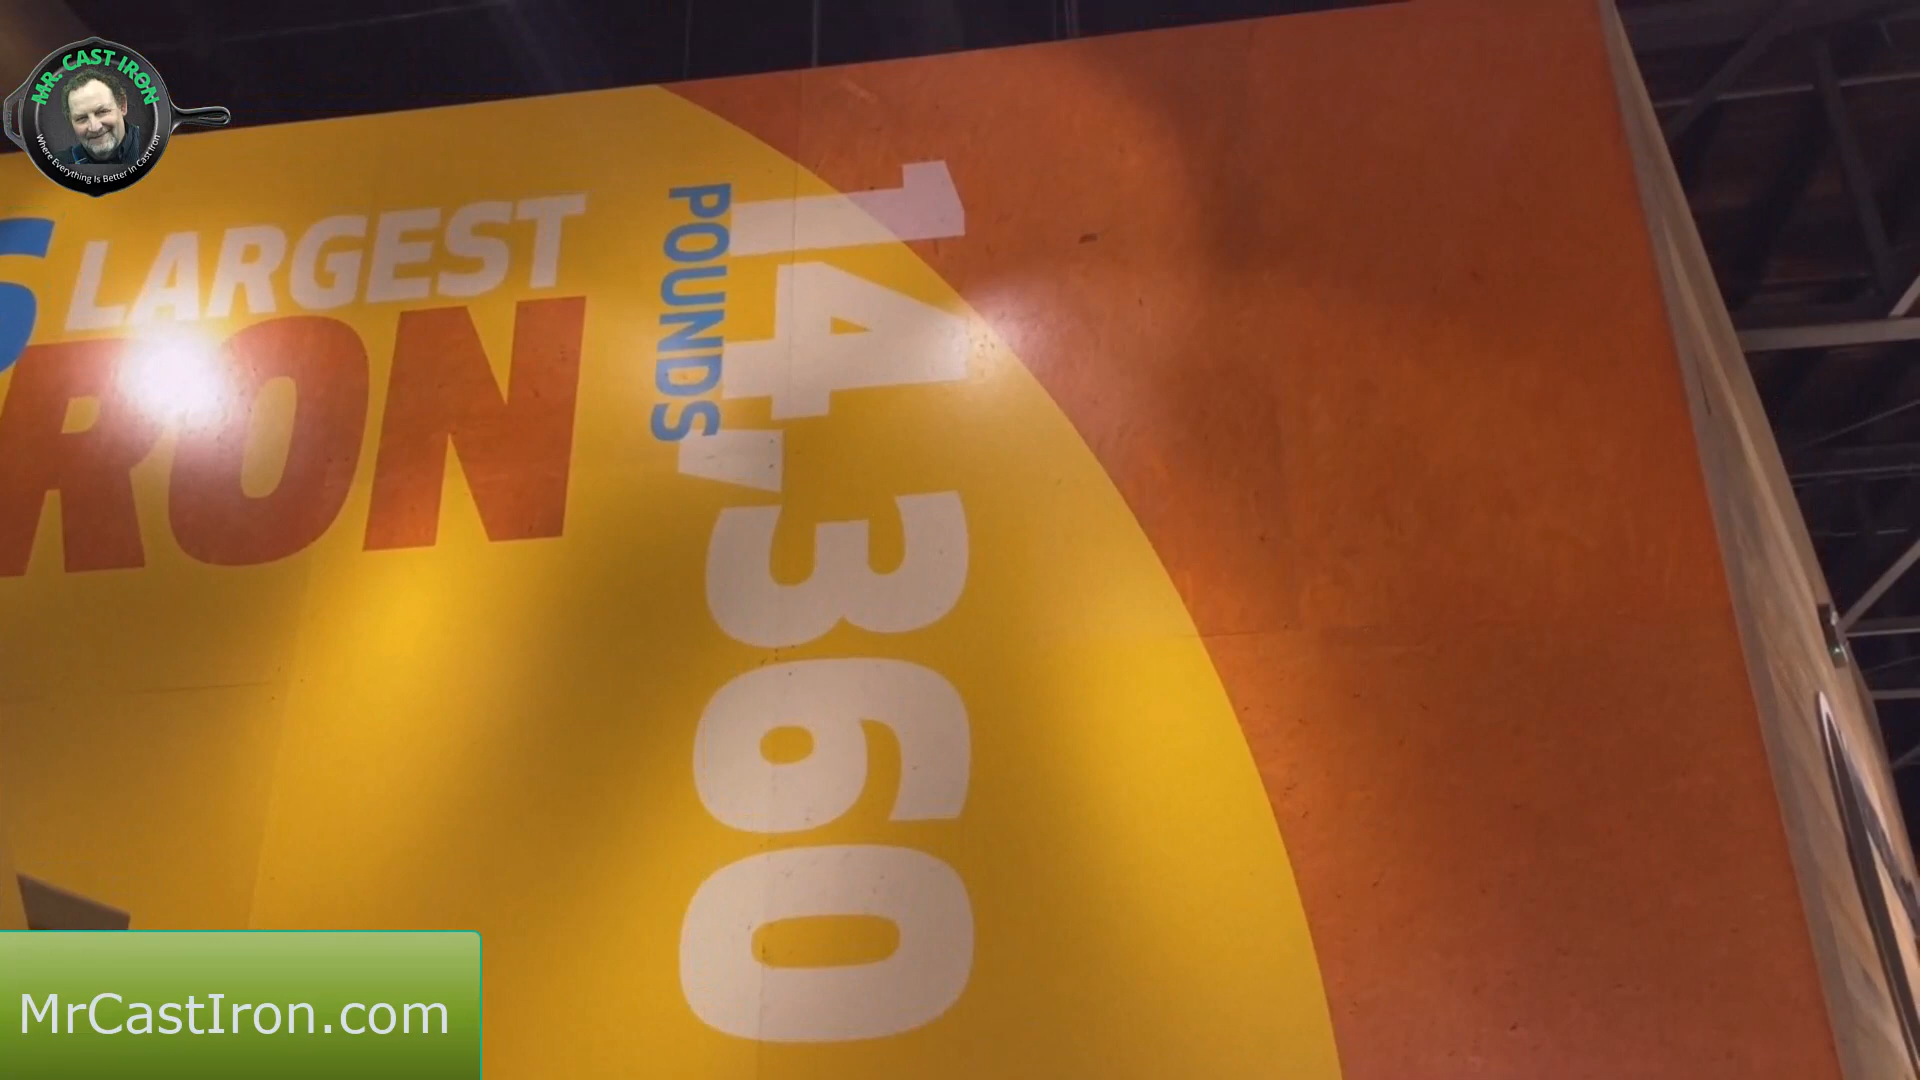 MR. CAST IRON
Where Everything Is Better In Cast Iron
S LARGEST
RON
14,360
POUNDS
MrCastIron.com